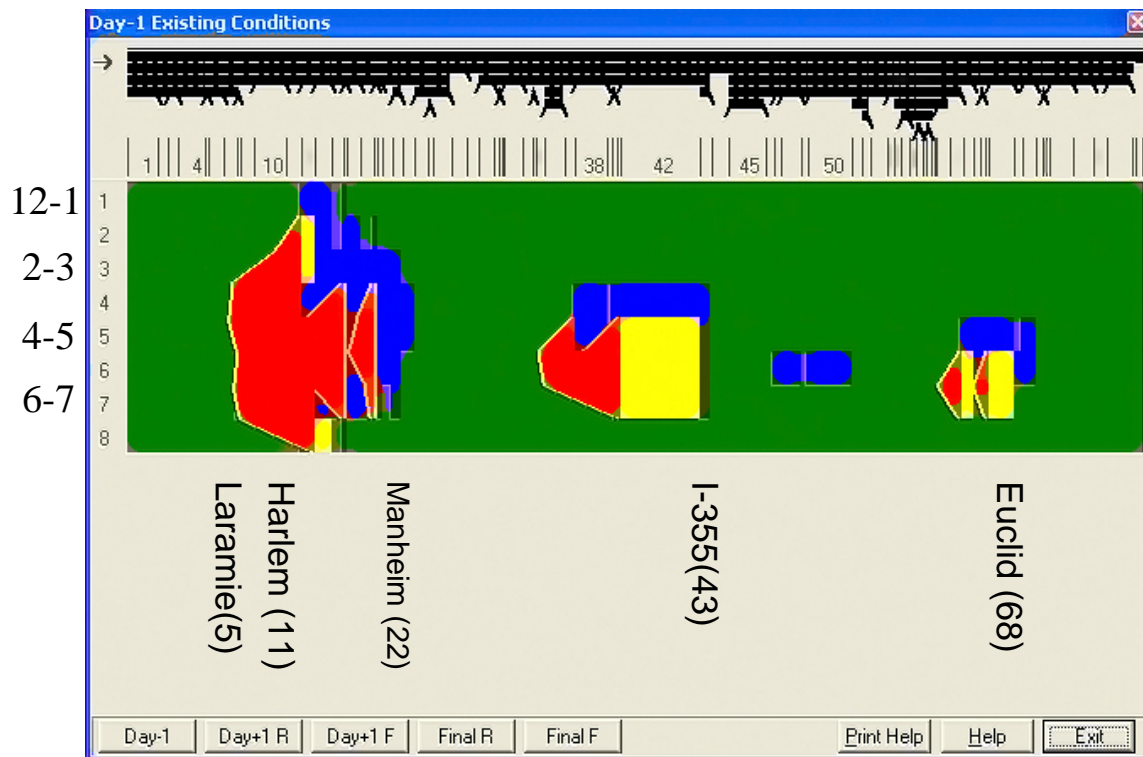 Day-1 Existing Conditions
1 4 10 38 42 45 50
12-1 1
2
2-3 3
4
4-5 5
6
6-7 7
8
Laramie(5)
Harlem (11)
Manheim (22)
I-355(43)
Euclid (68)
Day-1 Day+1 R Day+1 F Final R Final F Print Help Help Exit